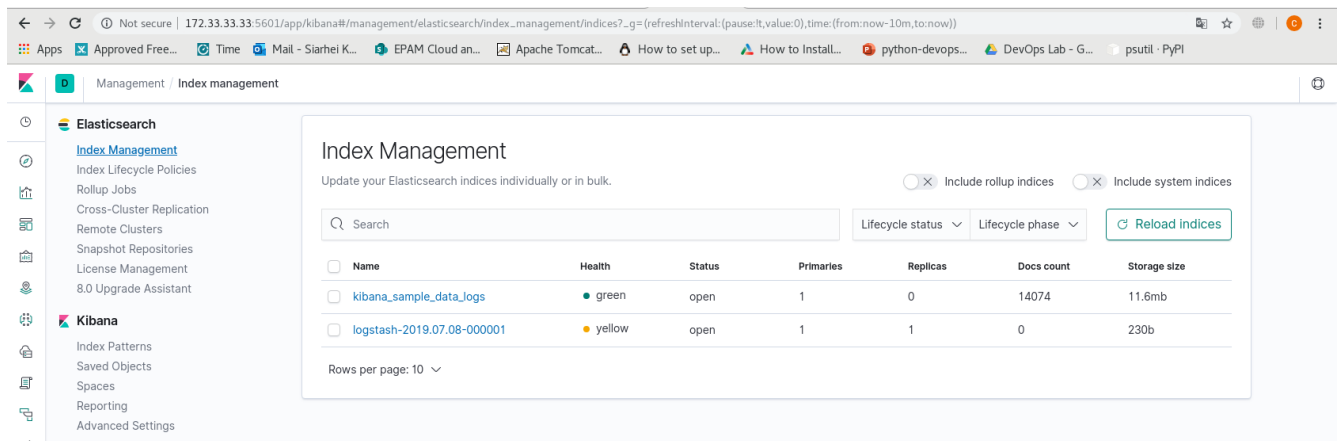 Not secure | 172.33.33.33:5601/app/kibana#/management/elasticsearch/index_management/indices?_g=(refreshInterval:(pause:!t,value:0),time:(from:now-10m,to:now))
C
Apps Approved Free... Time Mail - Siarhei K... EPAM Cloud an... Apache Tomcat... How to set up... How to Install... python-devops... DevOps Lab - G... psutil · PyPI
D Management / Index management
Elasticsearch
Index Management
Index Lifecycle Policies
Rollup Jobs
Cross-Cluster Replication
Remote Clusters
Snapshot Repositories
License Management
8.0 Upgrade Assistant
Kibana
Index Patterns
Saved Objects
Spaces
Reporting
Advanced Settings
Index Management
Update your Elasticsearch indices individually or in bulk.
Include rollup indices Include system indices
Search Lifecycle status Lifecycle phase Reload indices
Name Health Status Primaries Replicas Docs count Storage size
kibana_sample_data_logs green open 1 0 14074 11.6mb
logstash-2019.07.08-000001 yellow open 1 1 0 230b
Rows per page: 10